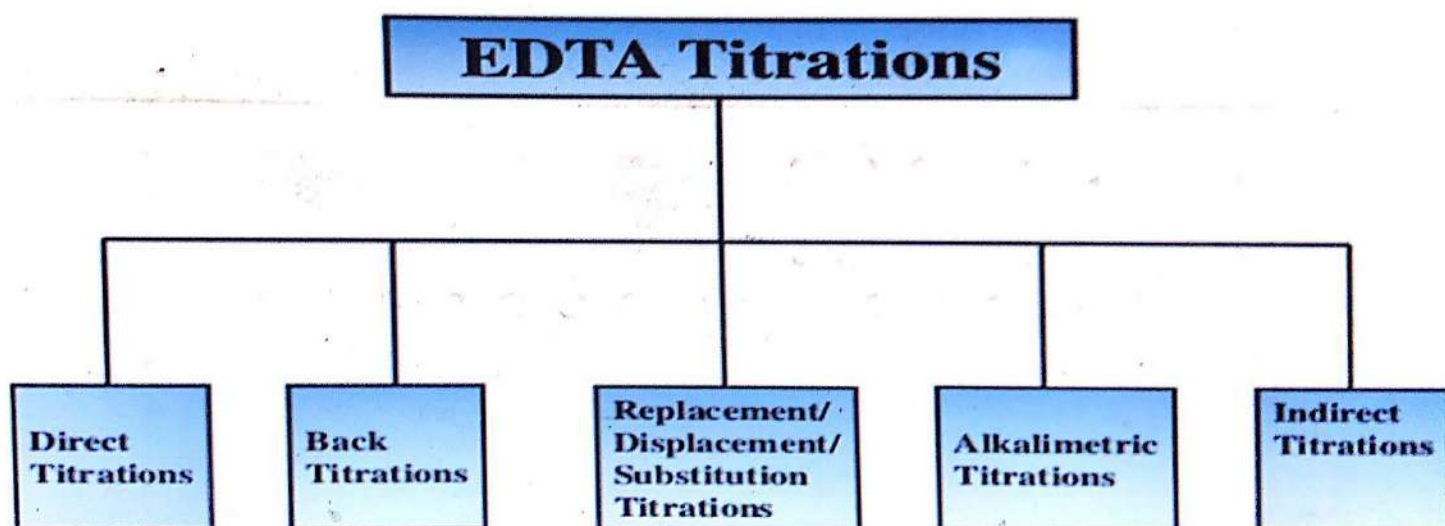 EDTA Titrations
Direct
Titrations
Back
Titrations
Replacement/
Displacement/
Substitution
Titrations
Alkalimetric
Titrations
Indirect
Titrations